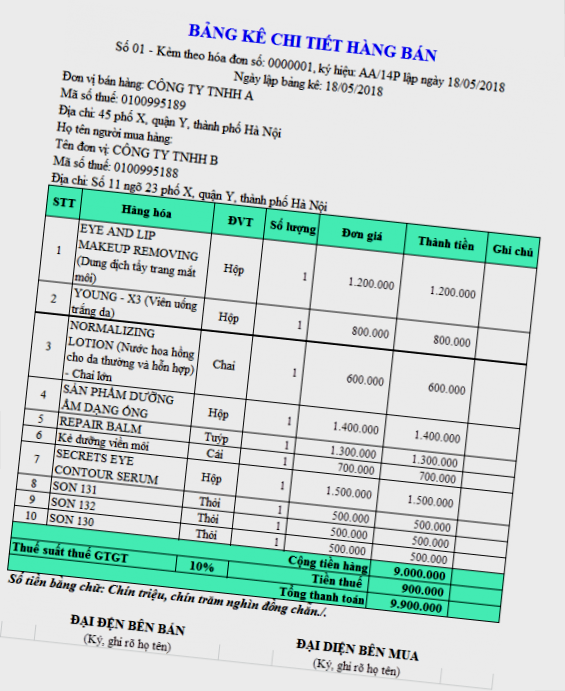 BẢNG KÊ CHI TIẾT HÀNG BÁN
Số 01 - Kèm theo hóa đơn số: 0000001, ký hiệu: AA/14P lập ngày 18/05/2018
Ngày lập bảng kê: 18/05/2018
Đơn vị bán hàng: CÔNG TY TNHH A
Mã số thuế: 0100995189
Địa chỉ: 45 phố X, quận Y, thành phố Hà Nội
Họ tên người mua hàng:
Tên đơn vị: CÔNG TY TNHH B
Mã số thuế: 0100995188
Địa chỉ: Số 11 ngõ 23 phố X, quận Y, thành phố Hà Nội
STT Hàng hóa ĐVT Số lượng Đơn giá Thành tiền Ghi chú
EYE AND LIP
MAKEUP REMOVING
1 (Dung dịch tẩy trang mắt Hộp 1 1.200.000 1.200.000
môi)
2 YOUNG - X3 (Viên uống Hộp 1 800.000 800.000
trắng da)
NORMALIZING
3 LOTION (Nước hoa hồng Chai 1 600.000 600.000
cho da thường và hỗn hợp)
- Chai lớn
4 SẢN PHẨM DƯỠNG Hộp 1 1.400.000 1.400.000
ẨM DẠNG ỐNG
5 REPAIR BALM Tuýp 1 1.300.000 1.300.000
6 Kẻ dưỡng viền môi Cái 1 700.000 700.000
7 SECRETS EYE Hộp 1 1.500.000 1.500.000
CONTOUR SERUM
8 SON 131 Thỏi 1 500.000 500.000
9 SON 132 Thỏi 1 500.000 500.000
10 SON 130 Thỏi 1 500.000 500.000
Cộng tiền hàng 9.000.000
Thuế suất thuế GTGT 10% Tiền thuế 900.000
Tổng thanh toán 9.900.000
Số tiền bằng chữ: Chín triệu, chín trăm nghìn đồng chẵn./.
ĐẠI ĐỆN BÊN BÁN ĐẠI DIỆN BÊN MUA
(Ký, ghi rõ họ tên) (Ký, ghi rõ họ tên)